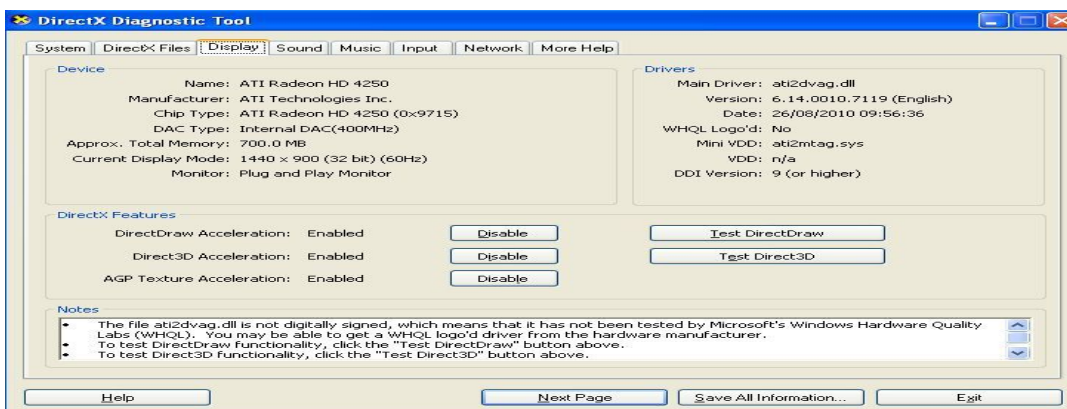 DirectX Diagnostic Tool
System DirectX Files Display Sound Music Input Network More Help
Device
Name: ATI Radeon HD 4250
Manufacturer: ATI Technologies Inc.
Chip Type: ATI Radeon HD 4250 (0x9715)
DAC Type: Internal DAC(400MHz)
Approx. Total Memory: 700.0 MB
Current Display Mode: 1440 x 900 (32 bit) (60Hz)
Monitor: Plug and Play Monitor
Drivers
Main Driver: ati2dvag.dll
Version: 6.14.0010.7119 (English)
Date: 26/08/2010 09:56:36
WHQL Logo'd: No
Mini VDD: ati2mtag.sys
VDD: n/a
DDI Version: 9 (or higher)
DirectX Features
DirectDraw Acceleration: Enabled Disable Test DirectDraw
Direct3D Acceleration: Enabled Disable Test Direct3D
AGP Texture Acceleration: Enabled Disable
Notes
• The file ati2dvag.dll is not digitally signed, which means that it has not been tested by Microsoft's Windows Hardware Quality
Labs (WHQL). You may be able to get a WHQL logo'd driver from the hardware manufacturer.
• To test DirectDraw functionality, click the "Test DirectDraw" button above.
• To test Direct3D functionality, click the "Test Direct3D" button above.
Help Next Page Save All Information... Exit